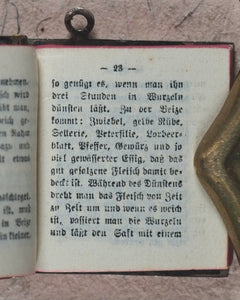 — 23 —
so genügt es, wenn man ihn
drei Stunden in Wurzeln
dünsten läßt. Zu der Beize
kommt: Zwiebel, gelbe Rübe,
Sellerie, Petersilie, Lorbeer-
blatt, Pfeffer, Gewürz und so
viel gewässerter Essig, daß das
gut gesalzene Fleisch damit be-
deckt ist. Während des Dünstens
dreht man das Fleisch von Zeit
zu Zeit um und wenn es weich
ist, passiert man die Wurzeln
und läßt den Saft mit einem